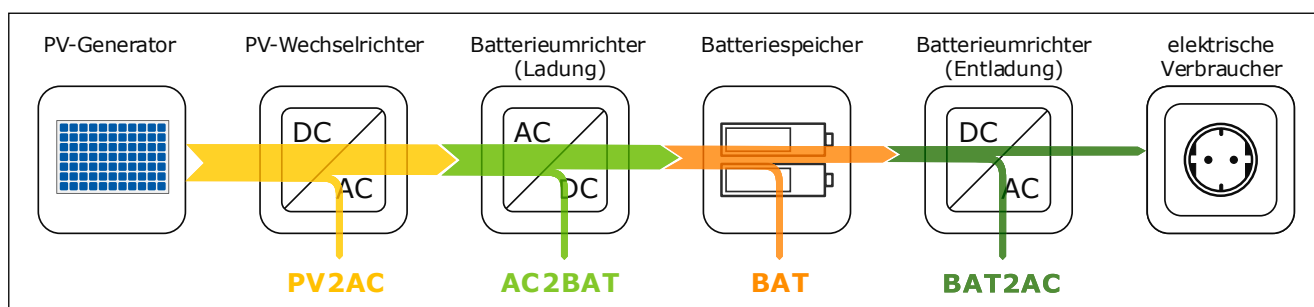 PV-Generator
PV-Wechselrichter
Batterieumrichter
(Ladung)
Batteriespeicher
Batterieumrichter
(Entladung)
elektrische
Verbraucher
DC
AC
AC
DC
DC
AC
PV2AC
AC2BAT
BAT
BAT2AC